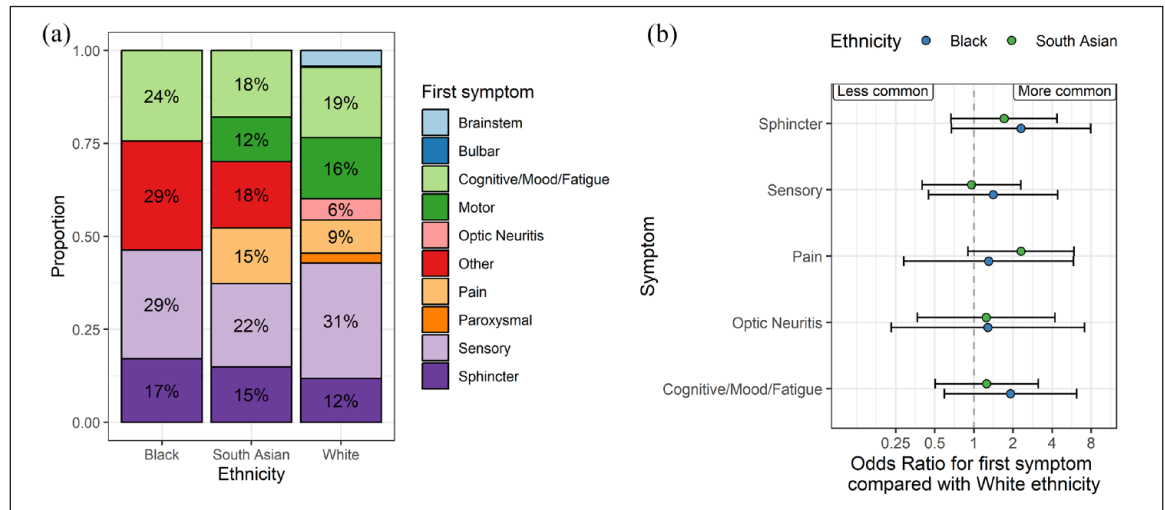 (a)
1.00
0.75
0.50
0.25
0.00
Proportion
24%
29%
29%
17%
18%
12%
18%
15%
22%
15%
19%
16%
6%
9%
31%
12%
Black South Asian White
Ethnicity
First symptom
Brainstem
Bulbar
Cognitive/Mood/Fatigue
Motor
Optic Neuritis
Other
Pain
Paroxysmal
Sensory
Sphincter
(b)
Ethnicity Black South Asian
Less common More common
Symptom
Sphincter
Sensory
Pain
Optic Neuritis
Cognitive/Mood/Fatigue
0.25 0.5 1 2 4 8
Odds Ratio for first symptom
compared with White ethnicity